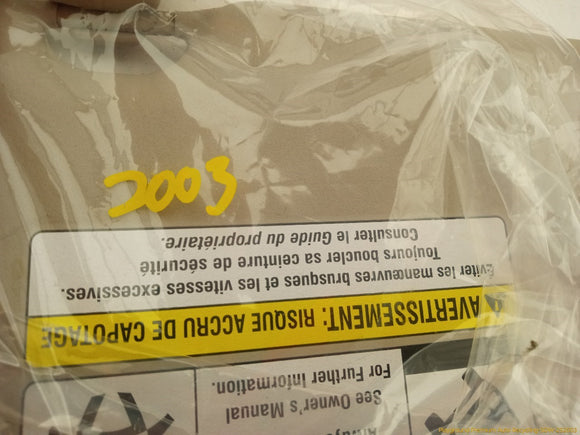 2003
AVERTISSEMENT: RISQUE ACCRU DE CAPOTAGE
Éviter les manœuvres brusques et les vitesses excessives.
Toujours boucler sa ceinture de sécurité
Consulter le Guide du propriétaire.
See Owner's Manual
For Further Information.